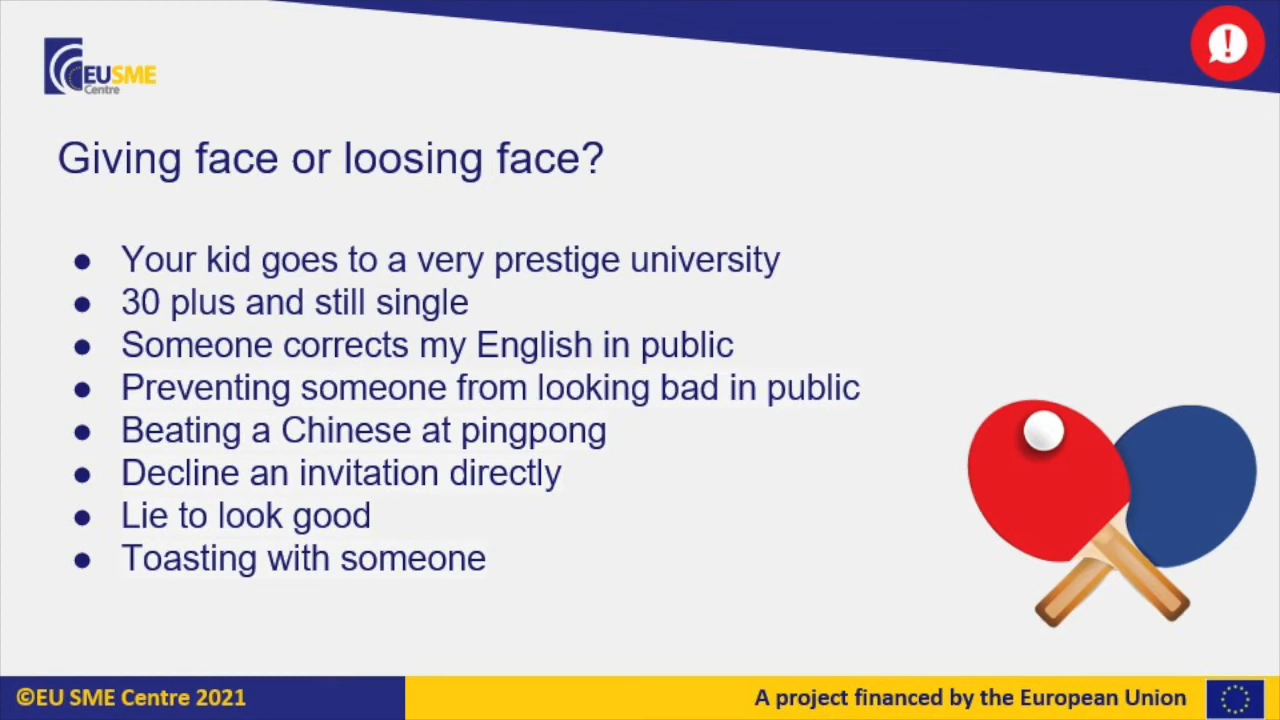 EUSME
Centre
Giving face or loosing face?
● Your kid goes to a very prestige university
● 30 plus and still single
● Someone corrects my English in public
● Preventing someone from looking bad in public
● Beating a Chinese at pingpong
● Decline an invitation directly
● Lie to look good
● Toasting with someone
©EU SME Centre 2021
A project financed by the European Union